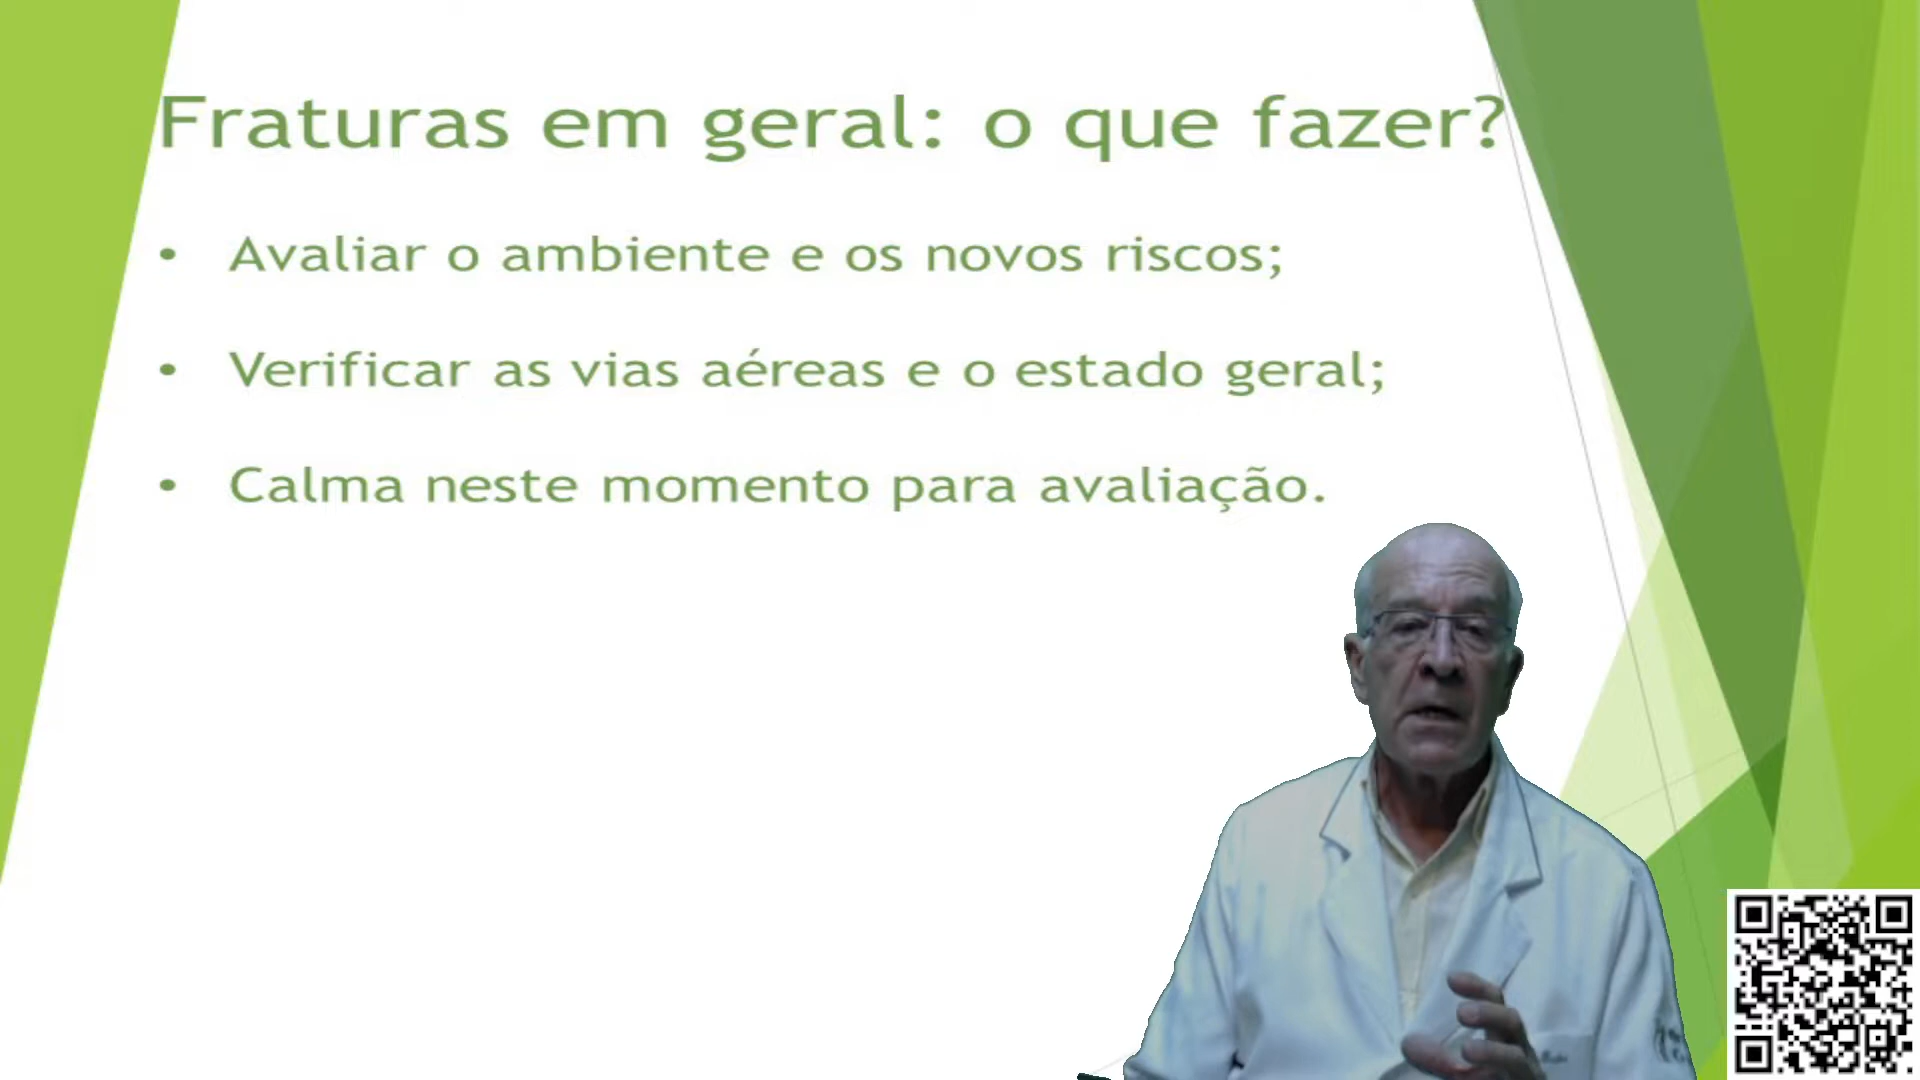 Fraturas em geral: o que fazer?
• Avaliar o ambiente e os novos riscos;
• Verificar as vias aéreas e o estado geral;
• Calma neste momento para avaliação.